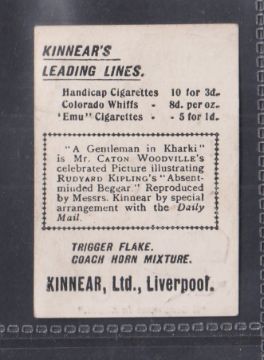 KINNEAR'S
LEADING LINES.
Handicap Cigarettes 10 for 3d.
Colorado Whiffs - 8d. per oz.
'Emu" Cigarettes - - 5 for 1d.
"A Gentleman in Kharki"
is MR. CATON WOODVILLE'S
celebrated Picture illustrating
RUDYARD KIPLING'S "Absent-
minded Beggar." Reproduced
by Messrs. Kinnear by special
arrangement with the Daily
Mail.
TRIGGER FLAKE.
COACH HORN MIXTURE.
KINNEAR, Ltd., Liverpool.